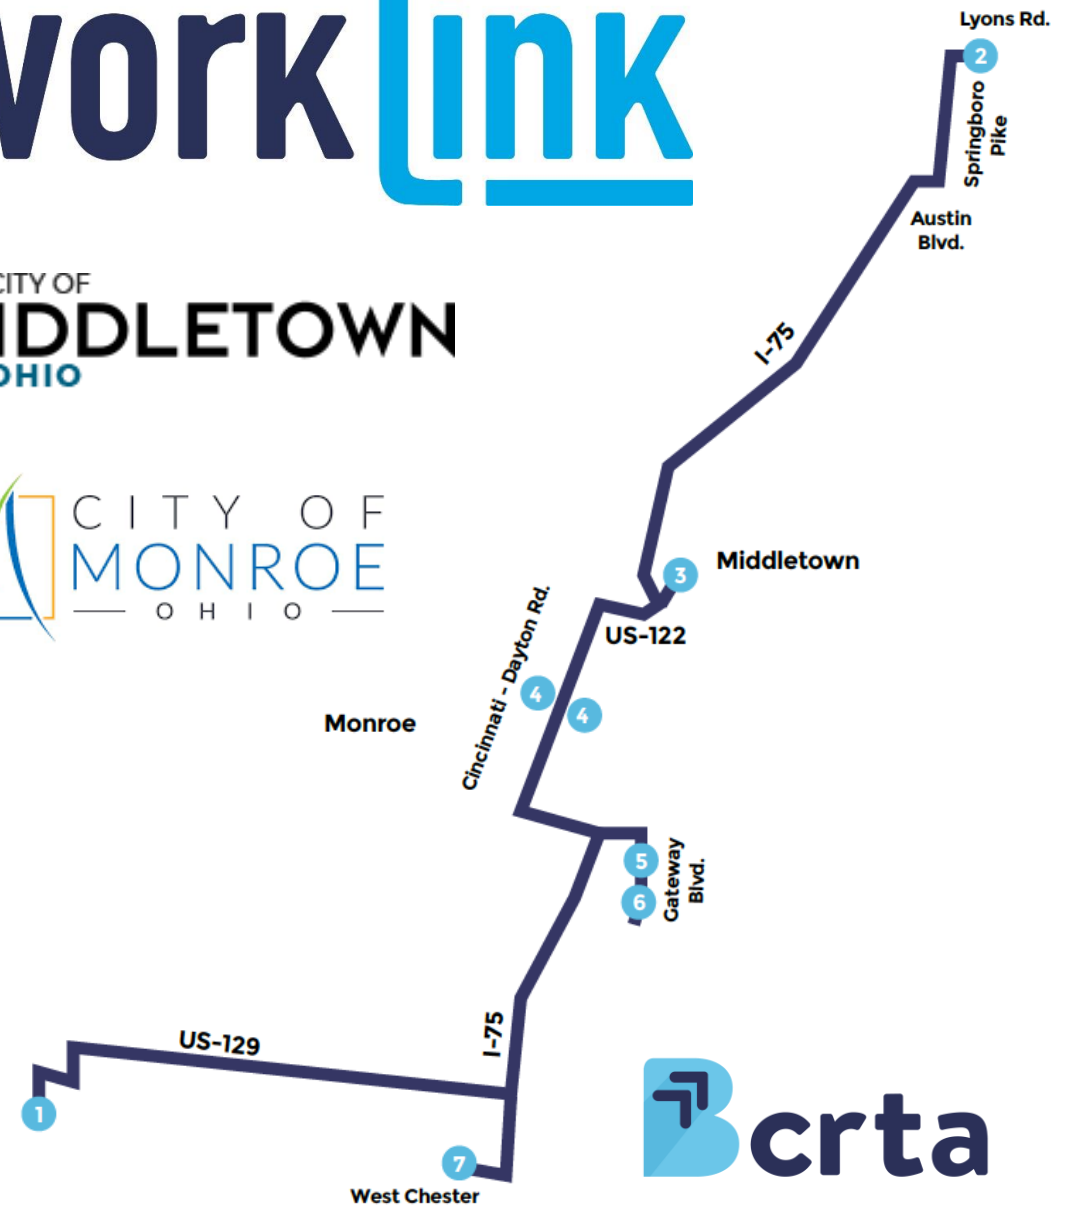 work link
Lyons Rd.
2
Springboro
Pike
Austin
Blvd.
CITY OF
IDDLETOWN
OHIO
I-75
CITY OF
MONROE
OHIO
3
Middletown
US-122
Cincinnati - Dayton Rd.
4
4
Monroe
5
6
Gateway
Blvd.
I-75
US-129
1
7
West Chester
Bcrta